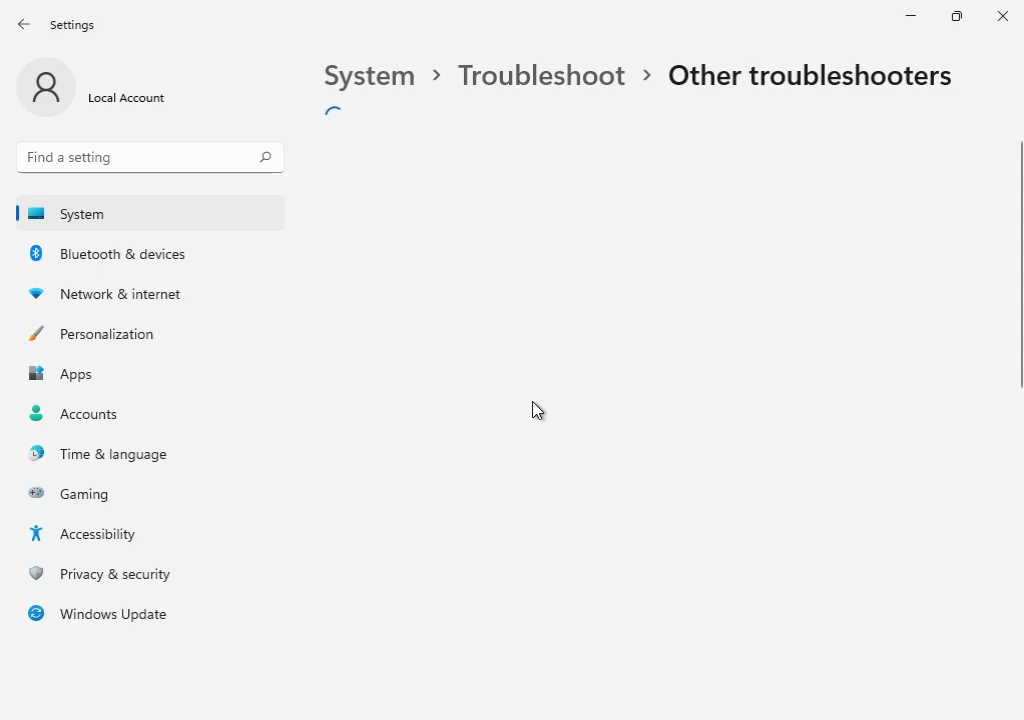 Settings
Local Account
Find a setting
System
Bluetooth & devices
Network & internet
Personalization
Apps
Accounts
Time & language
Gaming
Accessibility
Privacy & security
Windows Update
System > Troubleshoot > Other troubleshooters